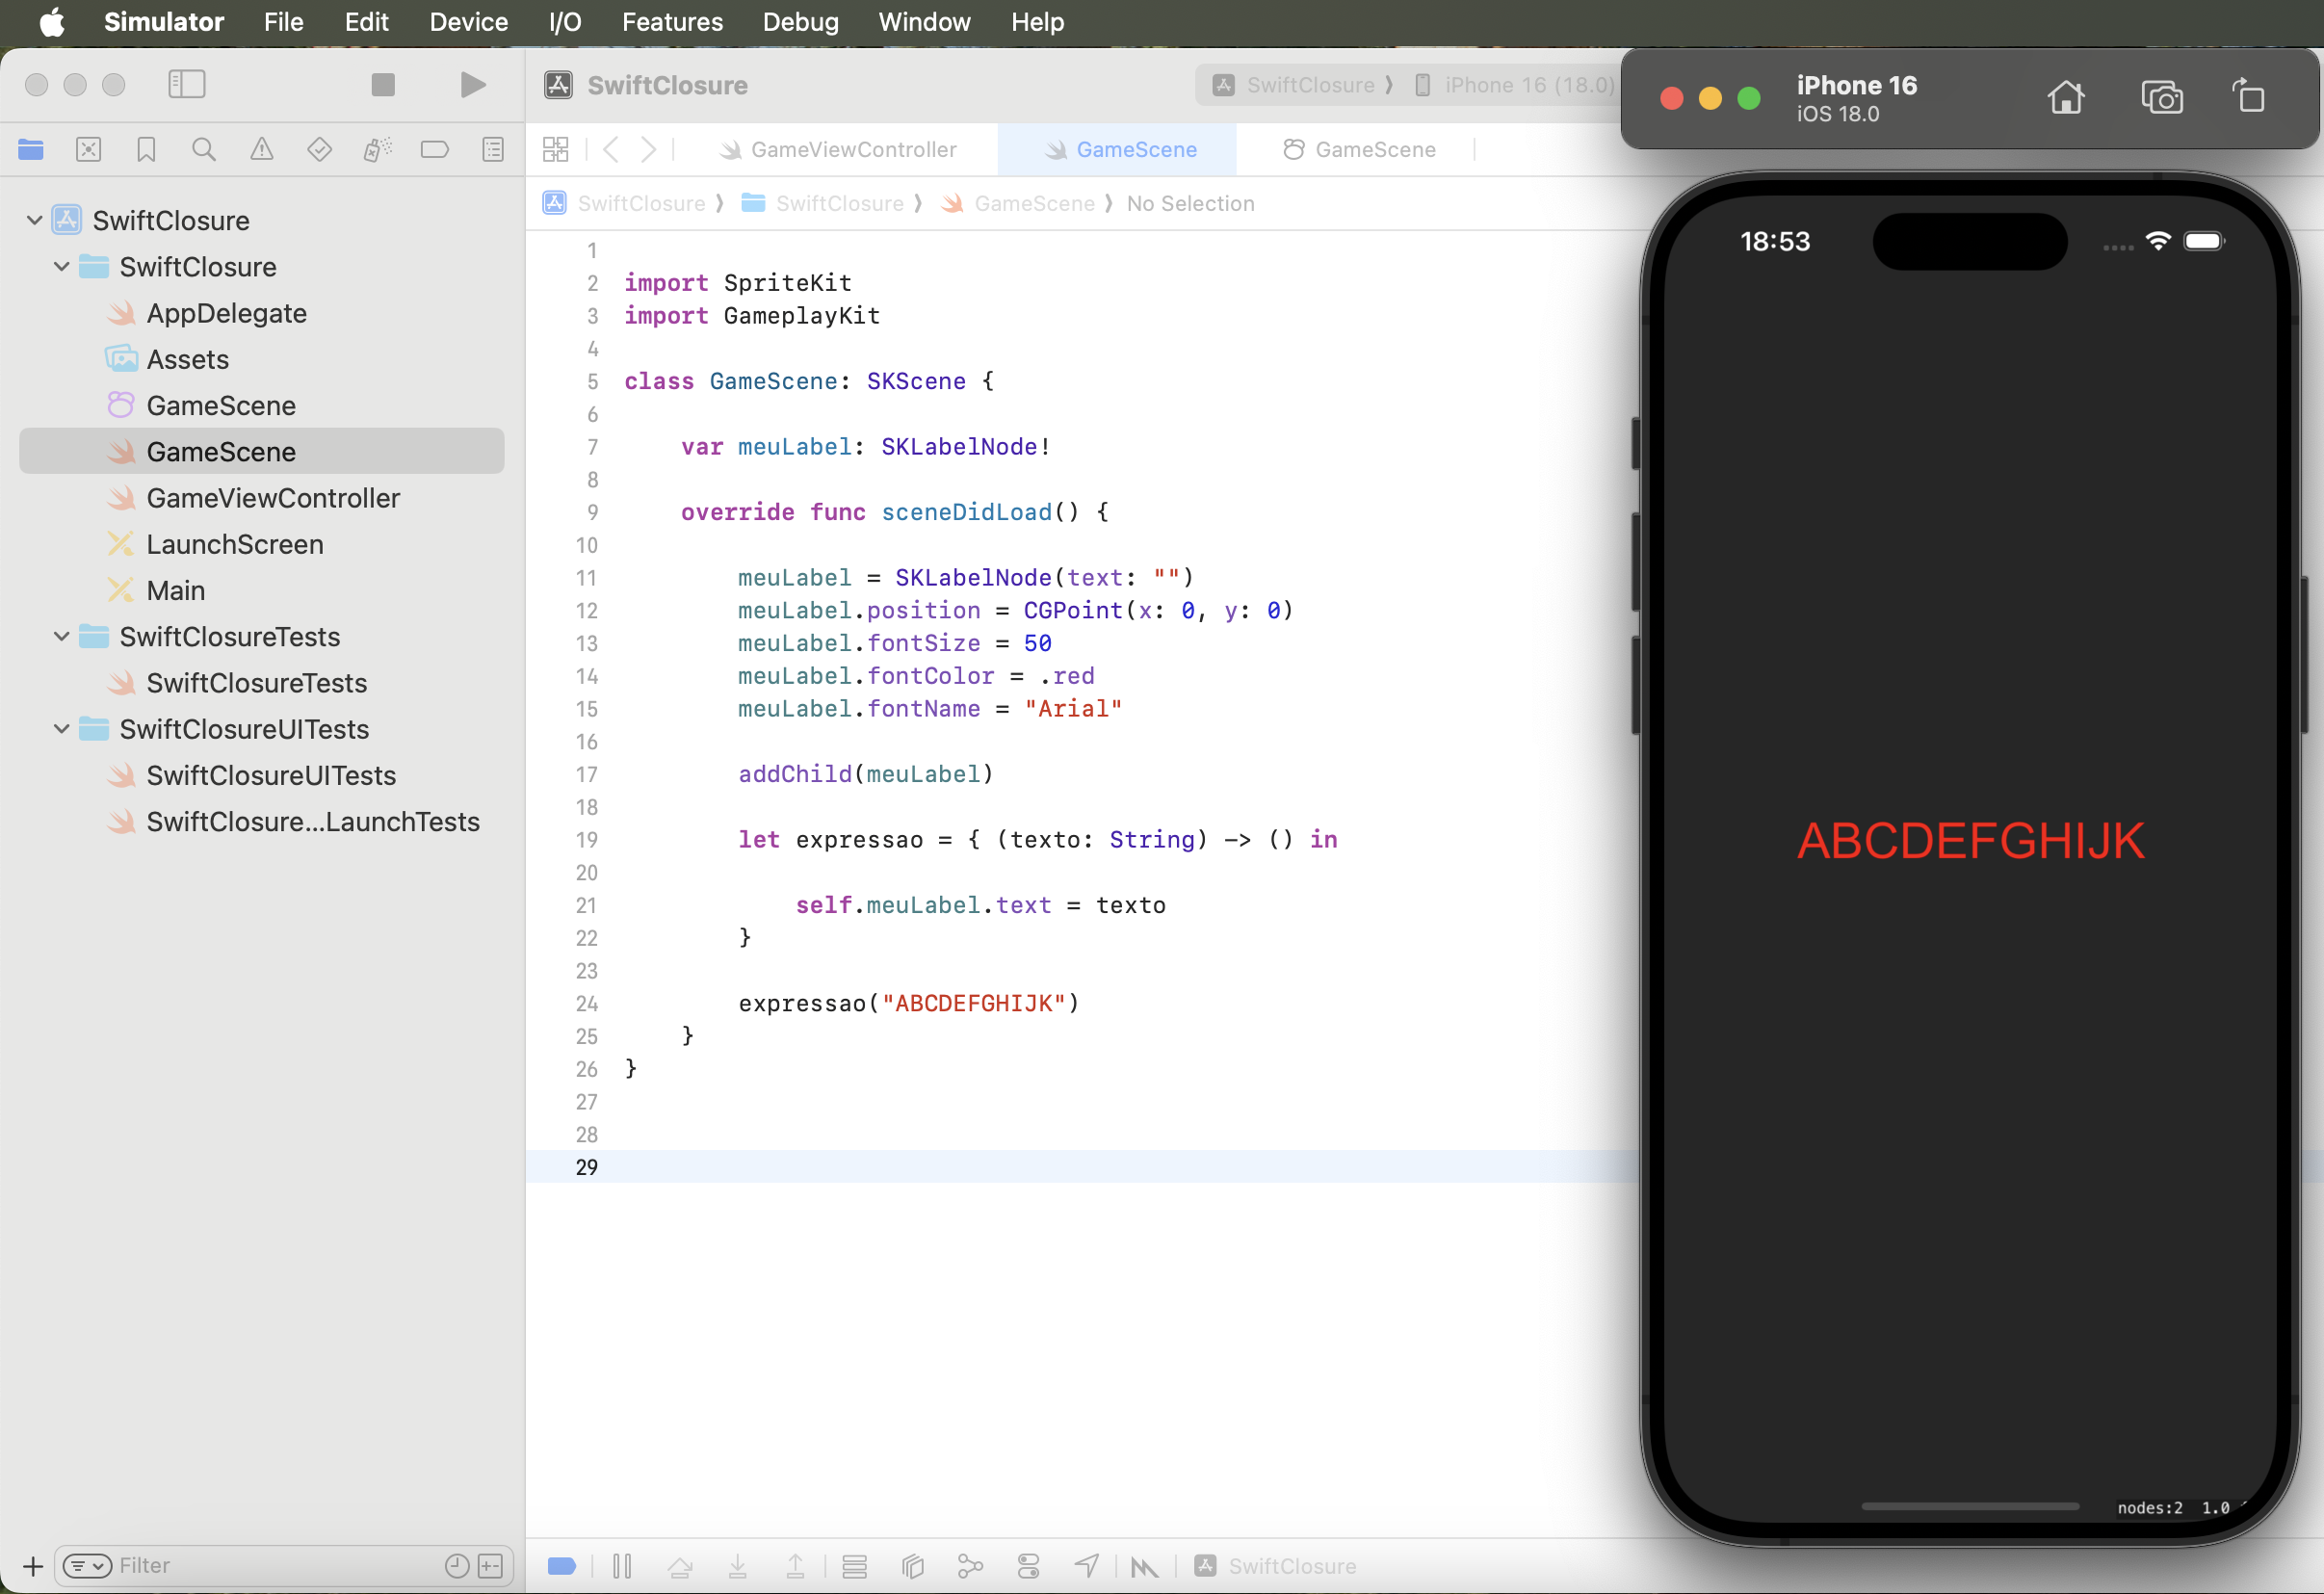 Simulator File Edit Device I/O Features Debug Window Help
SwiftClosure
SwiftClosure
AppDelegate
Assets
GameScene
GameScene
GameViewController
LaunchScreen
Main
SwiftClosureTests
SwiftClosureTests
SwiftClosureUITests
SwiftClosureUITests
SwiftClosure...LaunchTests
Filter
SwiftClosure
SwiftClosure ⟩ iPhone 16 (18.0)
GameViewController GameScene GameScene
SwiftClosure ⟩ SwiftClosure ⟩ GameScene ⟩ No Selection
1
2 import SpriteKit
3 import GameplayKit
4
5 class GameScene: SKScene {
6
7 var meuLabel: SKLabelNode!
8
9 override func sceneDidLoad() {
10
11 meuLabel = SKLabelNode(text: "")
12 meuLabel.position = CGPoint(x: 0, y: 0)
13 meuLabel.fontSize = 50
14 meuLabel.fontColor = .red
15 meuLabel.fontName = "Arial"
16
17 addChild(meuLabel)
18
19 let expressao = { (texto: String) -> () in
20
21 self.meuLabel.text = texto
22 }
23
24 expressao("ABCDEFGHIJK")
25 }
26 }
27
28
29
SwiftClosure
iPhone 16
iOS 18.0
18:53
ABCDEFGHIJK
nodes:2 1.0